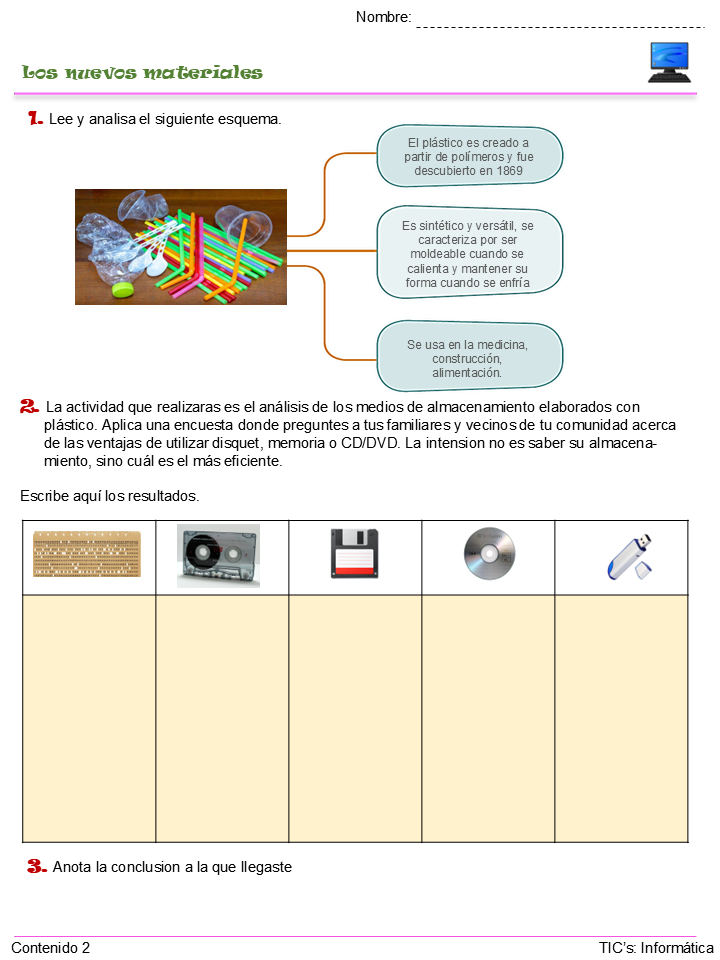 Nombre:
Los nuevos materiales
1. Lee y analisa el siguiente esquema.
El plástico es creado a
partir de polímeros y fue
descubierto en 1869
Es sintético y versátil, se
caracteriza por ser
moldeable cuando se
calienta y mantener su
forma cuando se enfría
Se usa en la medicina,
construcción,
alimentación.
2. La actividad que realizaras es el análisis de los medios de almacenamiento elaborados con
plástico. Aplica una encuesta donde preguntes a tus familiares y vecinos de tu comunidad acerca
de las ventajas de utilizar disquet, memoria o CD/DVD. La intension no es saber su almacena-
miento, sino cuál es el más eficiente.
Escribe aquí los resultados.
3. Anota la conclusion a la que llegaste
Contenido 2
TIC's: Informática